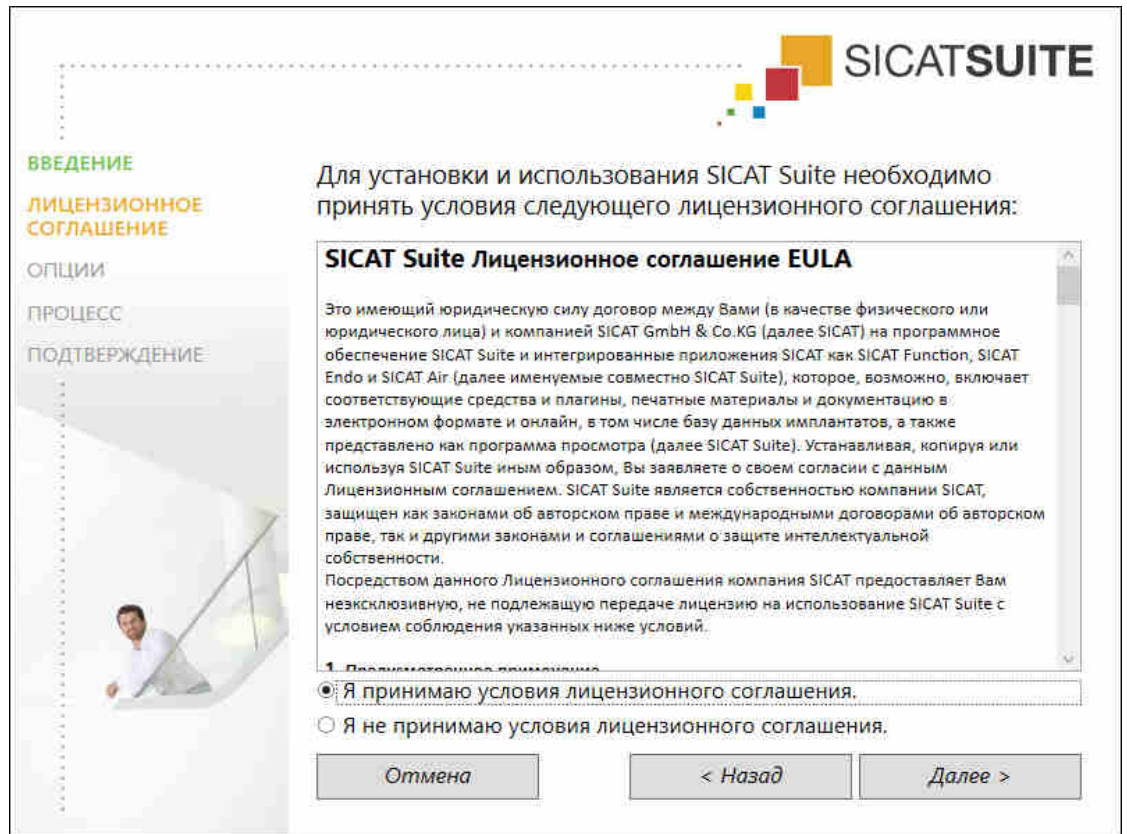 SICATSUITE
ВВЕДЕНИЕ
ЛИЦЕНЗИОННОЕ
СОГЛАШЕНИЕ
ОПЦИИ
ПРОЦЕСС
ПОДТВЕРЖДЕНИЕ
Для установки и использования SICAT Suite необходимо
принять условия следующего лицензионного соглашения:
SICAT Suite Лицензионное соглашение EULA
Это имеющий юридическую силу договор между Вами (в качестве физического или
юридического лица) и компанией SICAT GmbH & Co.KG (далее SICAT) на программное
обеспечение SICAT Suite и интегрированные приложения SICAT как SICAT Function, SICAT
Endo и SICAT Air (далее именуемые совместно SICAT Suite), которое, возможно, включает
соответствующие средства и плагины, печатные материалы и документацию в
электронном формате и онлайн, в том числе базу данных имплантатов, а также
представлено как программа просмотра (далее SICAT Suite). Устанавливая, копируя или
используя SICAT Suite иным образом, Вы заявляете о своем согласии с данным
Лицензионным соглашением. SICAT Suite является собственностью компании SICAT,
защищен как законами об авторском праве и международными договорами об авторском
праве, так и другими законами и соглашениями о защите интеллектуальной
собственности.
Посредством данного Лицензионного соглашения компания SICAT предоставляет Вам
неэксклюзивную, не подлежащую передаче лицензию на использование SICAT Suite с
условием соблюдения указанных ниже условий.
1. Предусмотренное применение
Я принимаю условия лицензионного соглашения.
Я не принимаю условия лицензионного соглашения.
Отмена
< Назад
Далее >